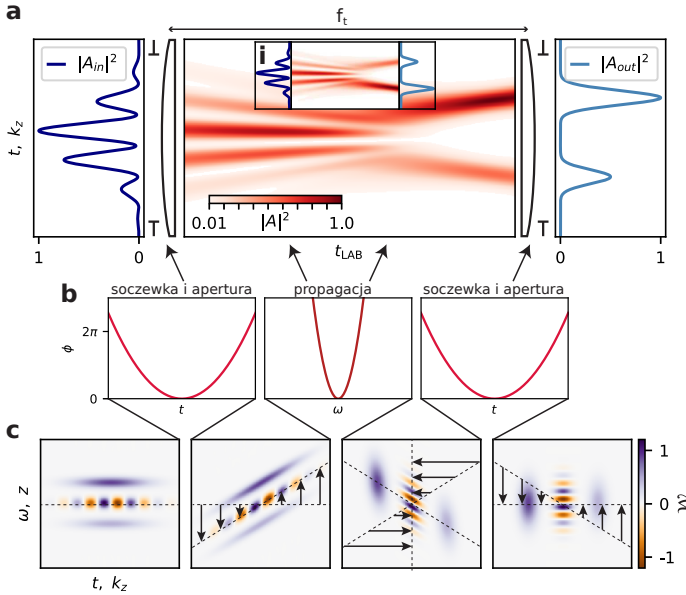 a
f_t
|A_in|²
i
|A_out|²
t, k_z
0.01 |A|² 1.0
1 0
t_LAB
0 1
b
soczewka i apertura propagacja soczewka i apertura
ϕ
2π
0
t ω t
c
ω, z
1
0
-1
𝒲
t, k_z